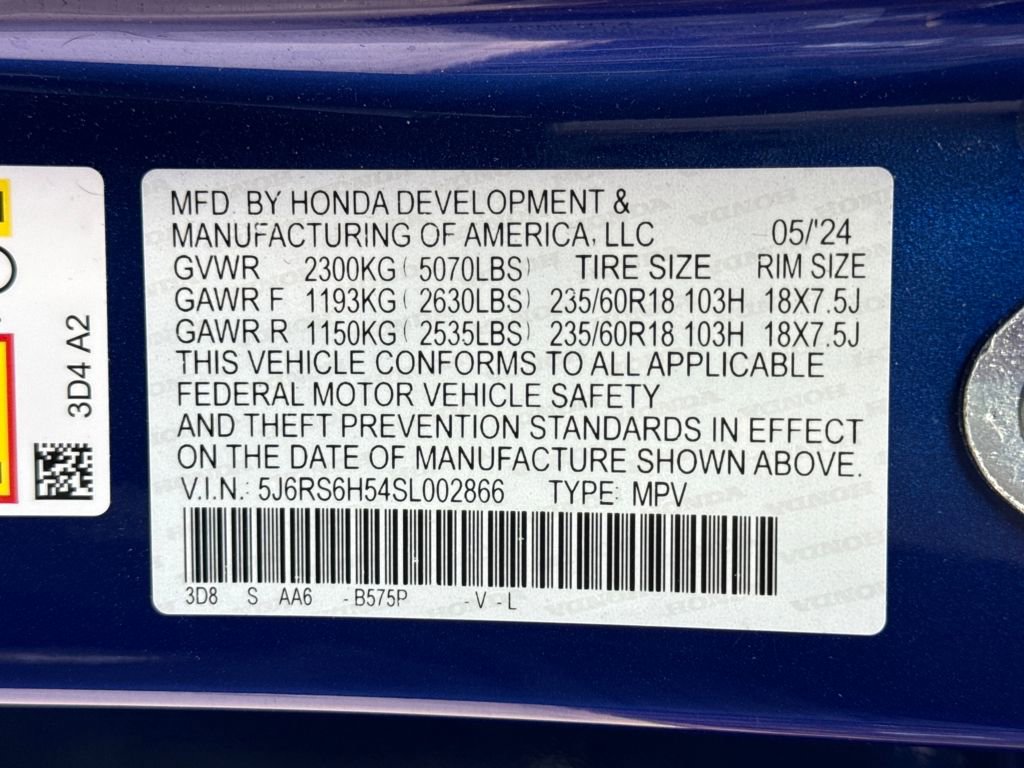 MFD. BY HONDA DEVELOPMENT &
MANUFACTURING OF AMERICA, LLC 05/'24
GVWR 2300KG ( 5070LBS) TIRE SIZE RIM SIZE
GAWR F 1193KG ( 2630LBS) 235/60R18 103H 18X7.5J
GAWR R 1150KG ( 2535LBS) 235/60R18 103H 18X7.5J
THIS VEHICLE CONFORMS TO ALL APPLICABLE
FEDERAL MOTOR VEHICLE SAFETY
AND THEFT PREVENTION STANDARDS IN EFFECT
ON THE DATE OF MANUFACTURE SHOWN ABOVE.
V.I.N.: 5J6RS6H54SL002866 TYPE: MPV
3D8 S AA6 -B575P -V -L
3D4 A2